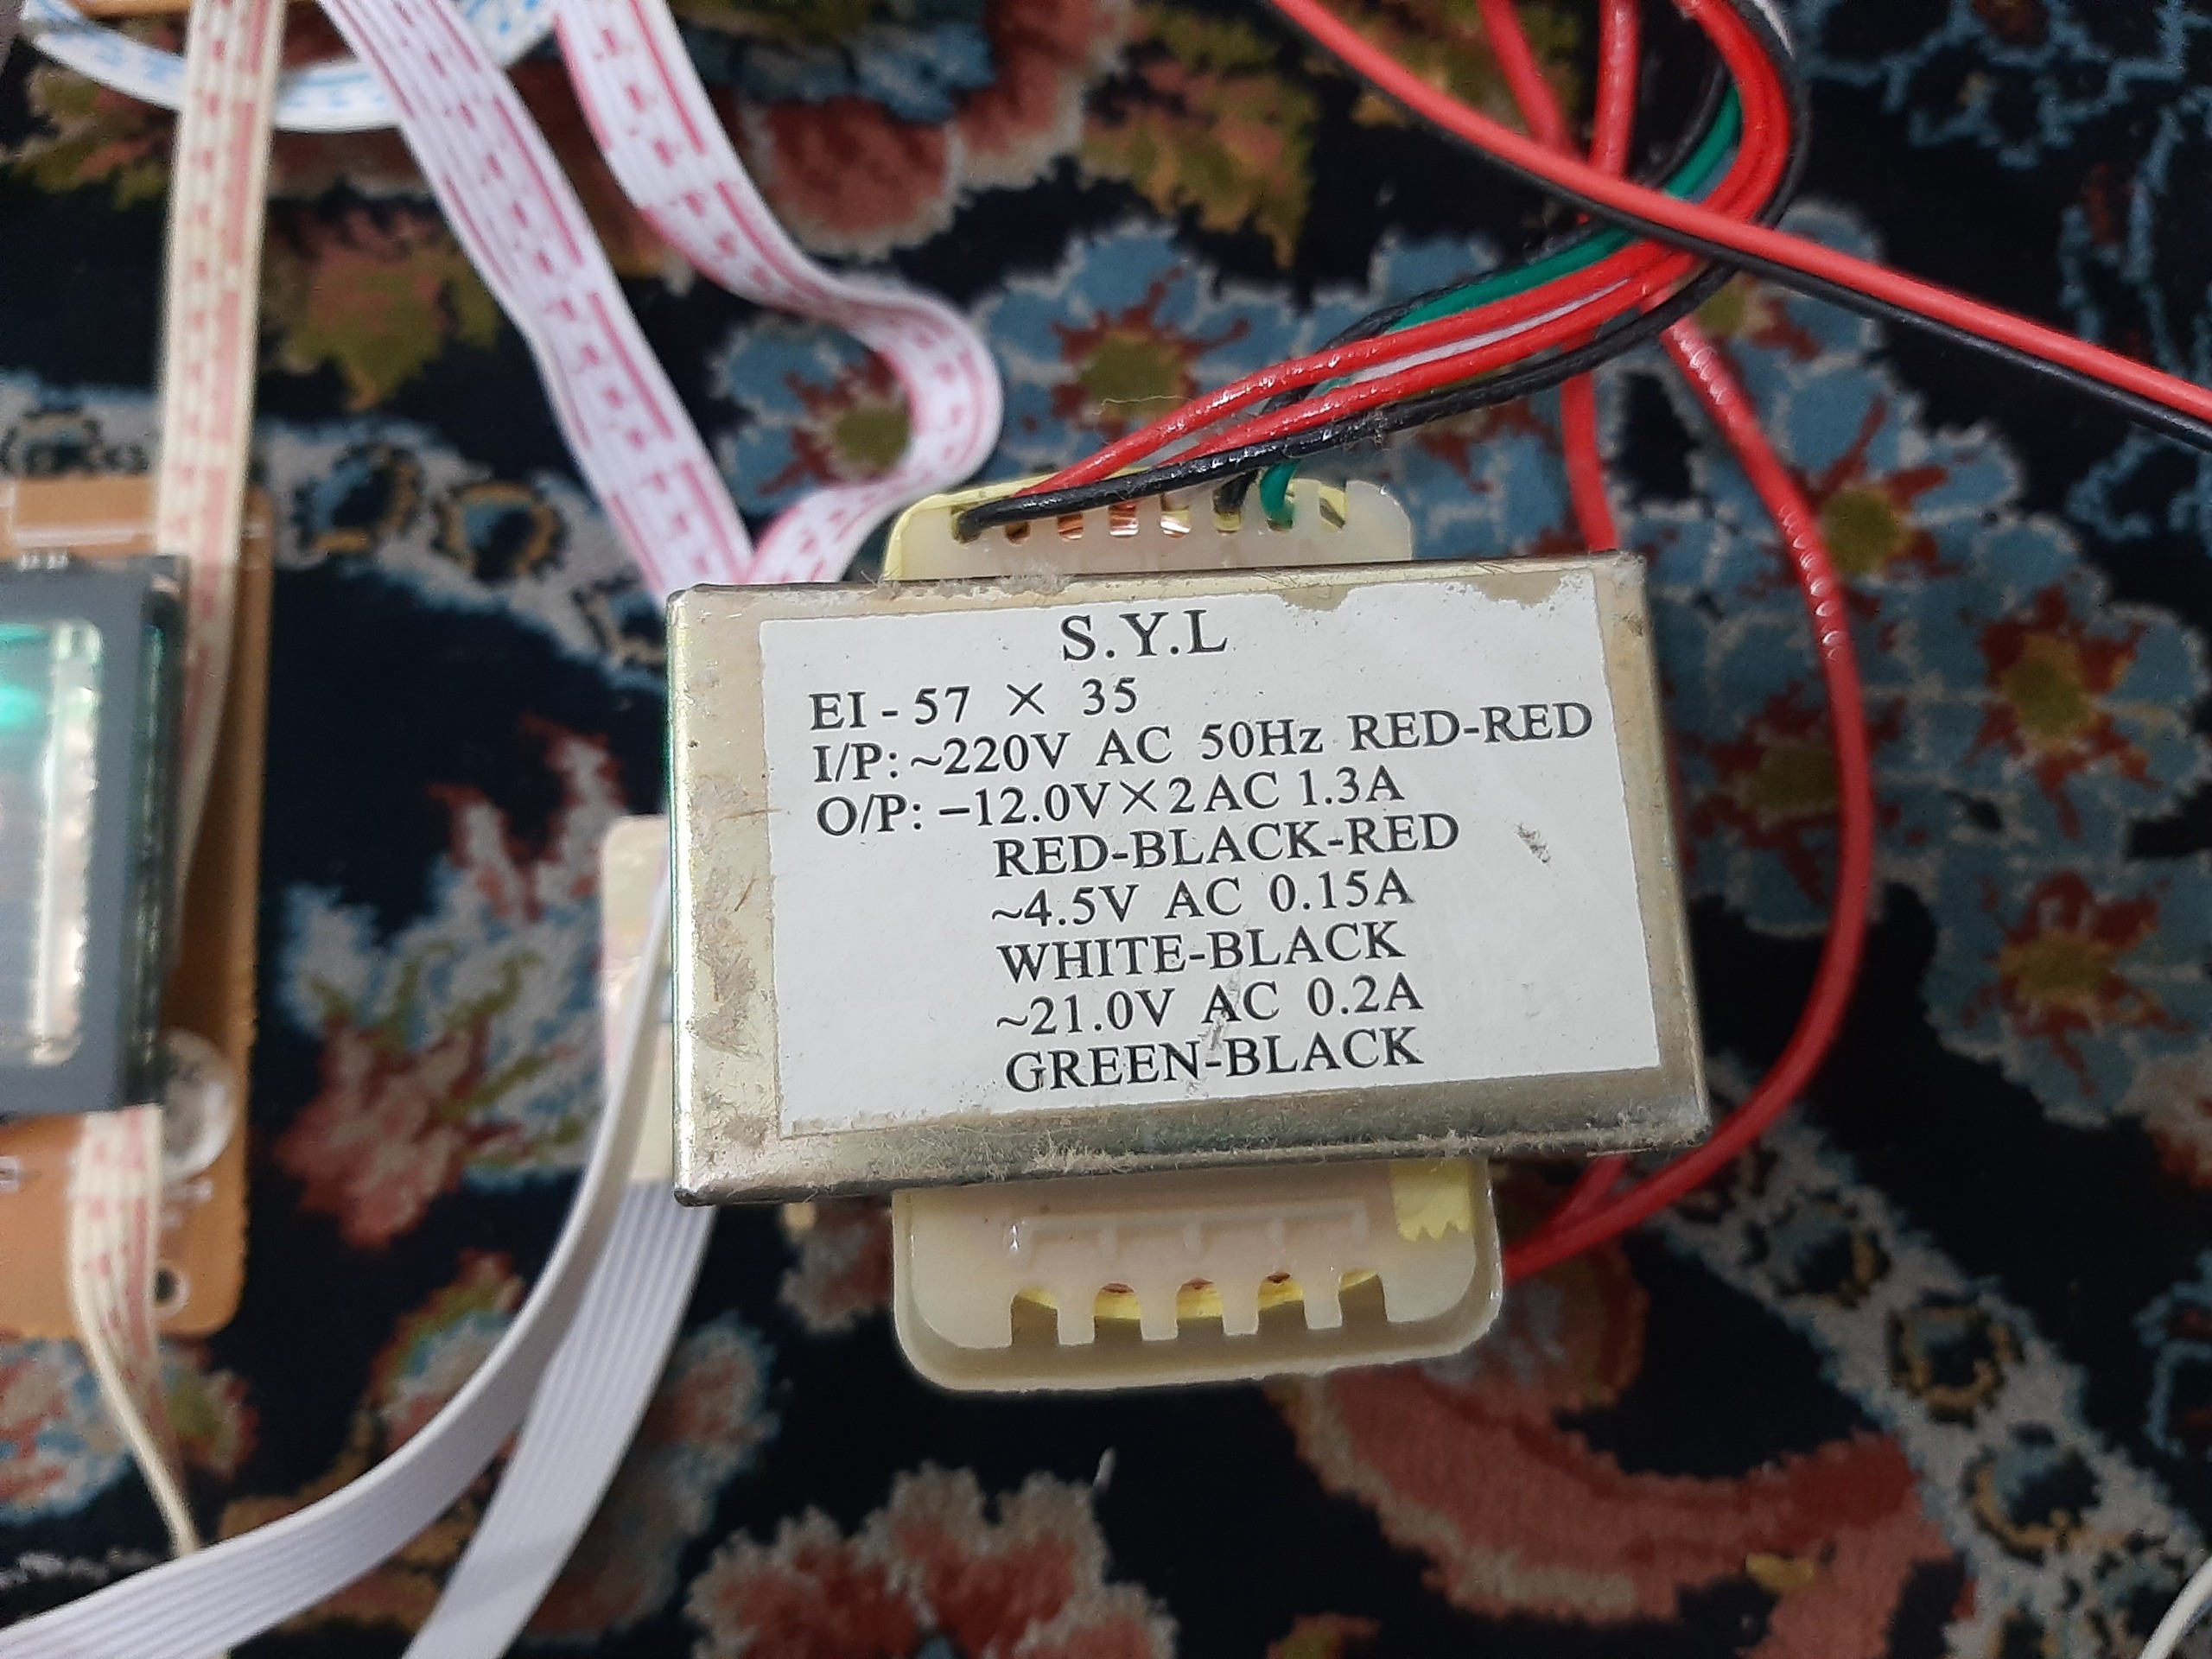 S.Y.L
EI-57 × 35
I/P: ~220V AC 50Hz RED-RED
O/P: –12.0V×2AC 1.3A
RED-BLACK-RED
~4.5V AC 0.15A
WHITE-BLACK
~21.0V AC 0.2A
GREEN-BLACK